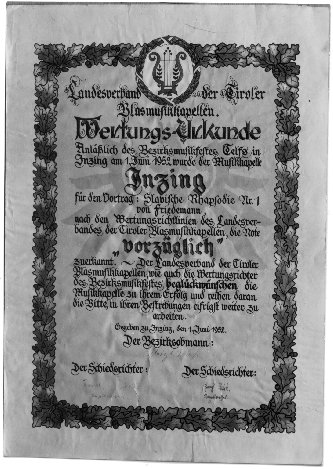 Landesverband der Tiroler
Blasmusikkapellen.
Wertungs-Urkunde
Anläßlich des Bezirksmusikfestes Telfs in
Inzing am 1. Juni 1952 wurde der Musikkapelle
Inzing
für den Vortrag: Slavische Rhapsodie Nr. 1
von Friedemann
nach den Wertungsrichtlinien des Landesver-
bandes der Tiroler Blasmusikkapellen, die Note
„vorzüglich"
zuerkannt. ~ Der Landesverband der Tiroler
Blasmusikkapellen, wie auch die Wertungsrichter
des Bezirksmusikfestes, beglückwünschen die
Musikkapelle zu ihrem Erfolg und reihen daran
die Bitte, in ihren Bestrebungen eifrigst weiter zu
arbeiten.
Gegeben zu Inzing, den 1. Juni 1952.
Der Bezirksobmann:
Der Schiedsrichter: Der Schiedsrichter: